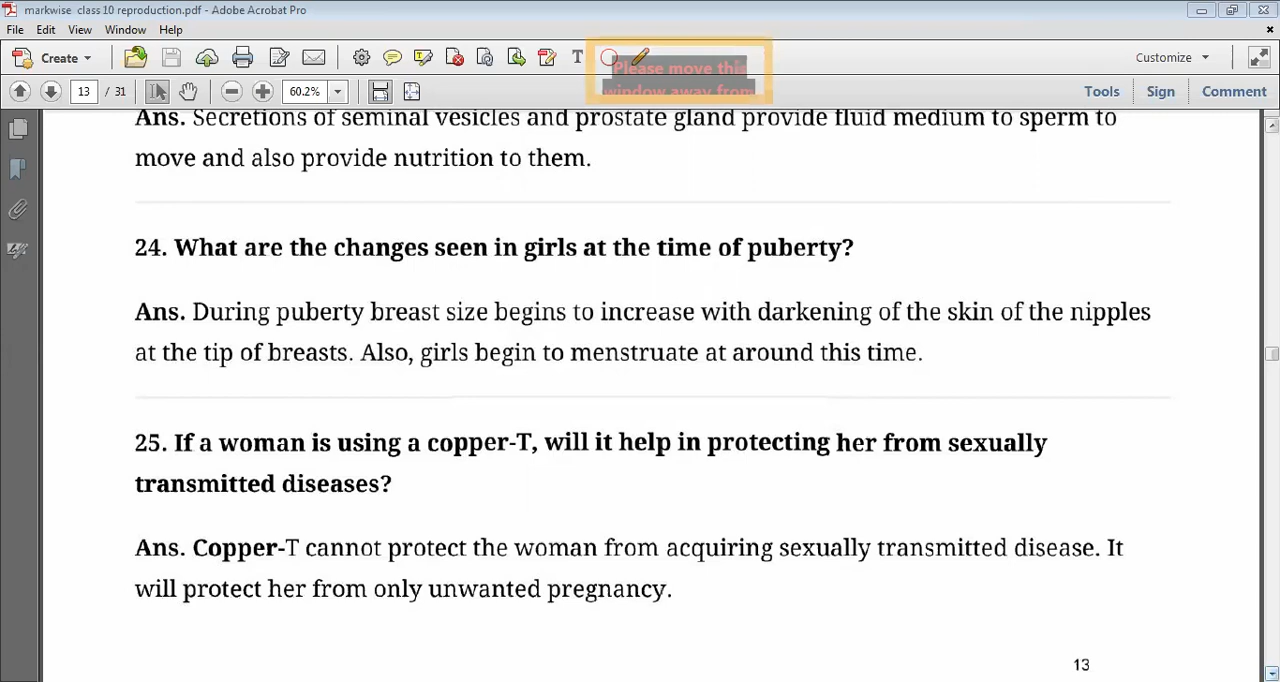 markwise class 10 reproduction.pdf - Adobe Acrobat Pro
File Edit View Window Help
Create
Customize
Please move this
window away from
13 / 31
60.2%
Tools Sign Comment
Ans. Secretions of seminal vesicles and prostate gland provide fluid medium to sperm to
move and also provide nutrition to them.
24. What are the changes seen in girls at the time of puberty?
Ans. During puberty breast size begins to increase with darkening of the skin of the nipples
at the tip of breasts. Also, girls begin to menstruate at around this time.
25. If a woman is using a copper-T, will it help in protecting her from sexually
transmitted diseases?
Ans. Copper-T cannot protect the woman from acquiring sexually transmitted disease. It
will protect her from only unwanted pregnancy.
13